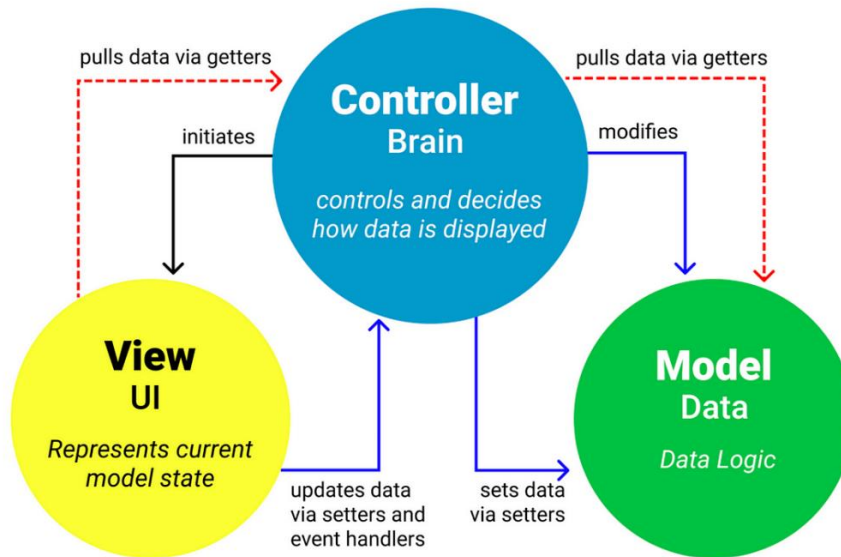 pulls data via getters
pulls data via getters
Controller
Brain
initiates
modifies
controls and decides
how data is displayed
View
UI
Represents current
model state
Model
Data
Data Logic
updates data
via setters and
event handlers
sets data
via setters